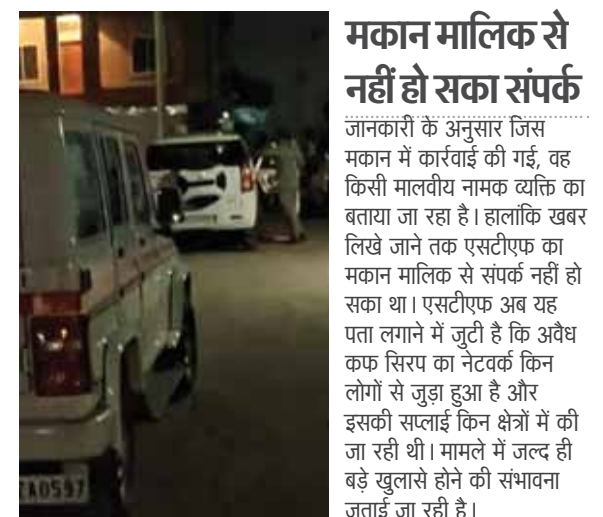 मकान मालिक से
नहीं हो सका संपर्क
जानकारी के अनुसार जिस
मकान में कार्रवाई की गई, वह
किसी मालवीय नामक व्यक्ति का
बताया जा रहा है। हालांकि खबर
लिखे जाने तक एसटीएफ का
मकान मालिक से संपर्क नहीं हो
सका था। एसटीएफ अब यह
पता लगाने में जुटी है कि अवैध
कफ सिरप का नेटवर्क किन
लोगों से जुड़ा हुआ है और
इसकी सप्लाई किन क्षेत्रों में की
जा रही थी। मामले में जल्द ही
बड़े खुलासे होने की संभावना
जताई जा रही है।
A0597